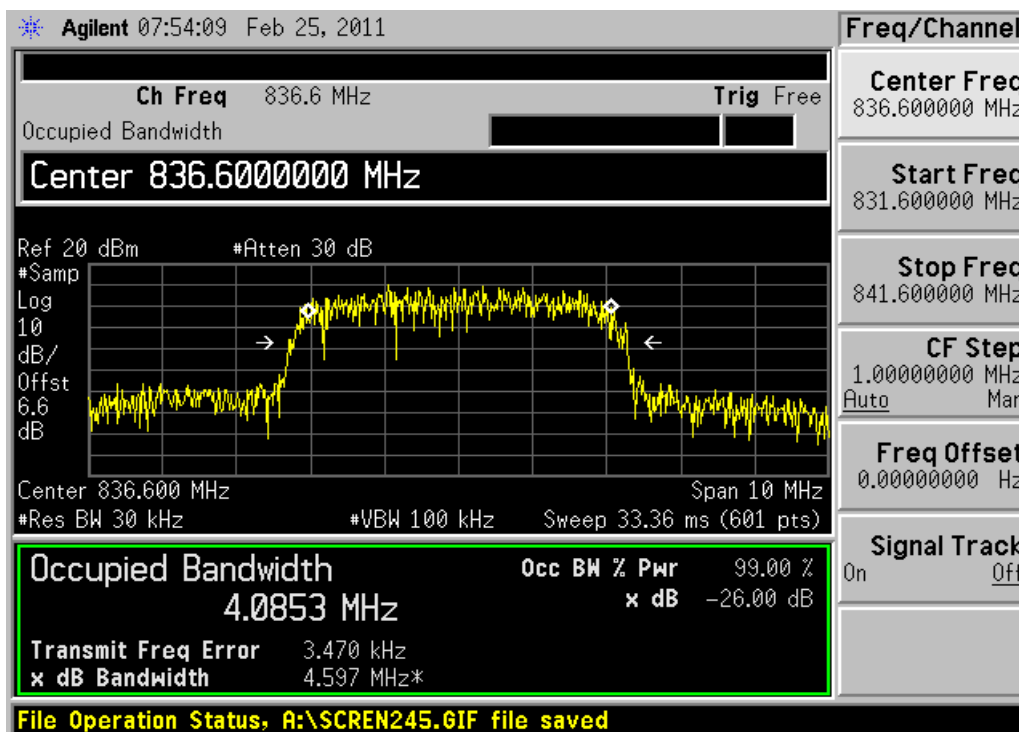 Agilent 07:54:09 Feb 25, 2011
Freq/Channel
Ch Freq 836.6 MHz Trig Free
Occupied Bandwidth
Center 836.6000000 MHz
Ref 20 dBm #Atten 30 dB
#Samp
Log
10
dB/
Offst
6.6
dB
Center 836.600 MHz Span 10 MHz
#Res BW 30 kHz #VBW 100 kHz Sweep 33.36 ms (601 pts)
Occupied Bandwidth
4.0853 MHz
Occ BW % Pwr 99.00 %
x dB -26.00 dB
Transmit Freq Error 3.470 kHz
x dB Bandwidth 4.597 MHz*
File Operation Status, A:\SCREN245.GIF file saved
Center Freq
836.600000 MHz
Start Freq
831.600000 MHz
Stop Freq
841.600000 MHz
CF Step
1.00000000 MHz
Auto Man
Freq Offset
0.00000000 Hz
Signal Track
On Off